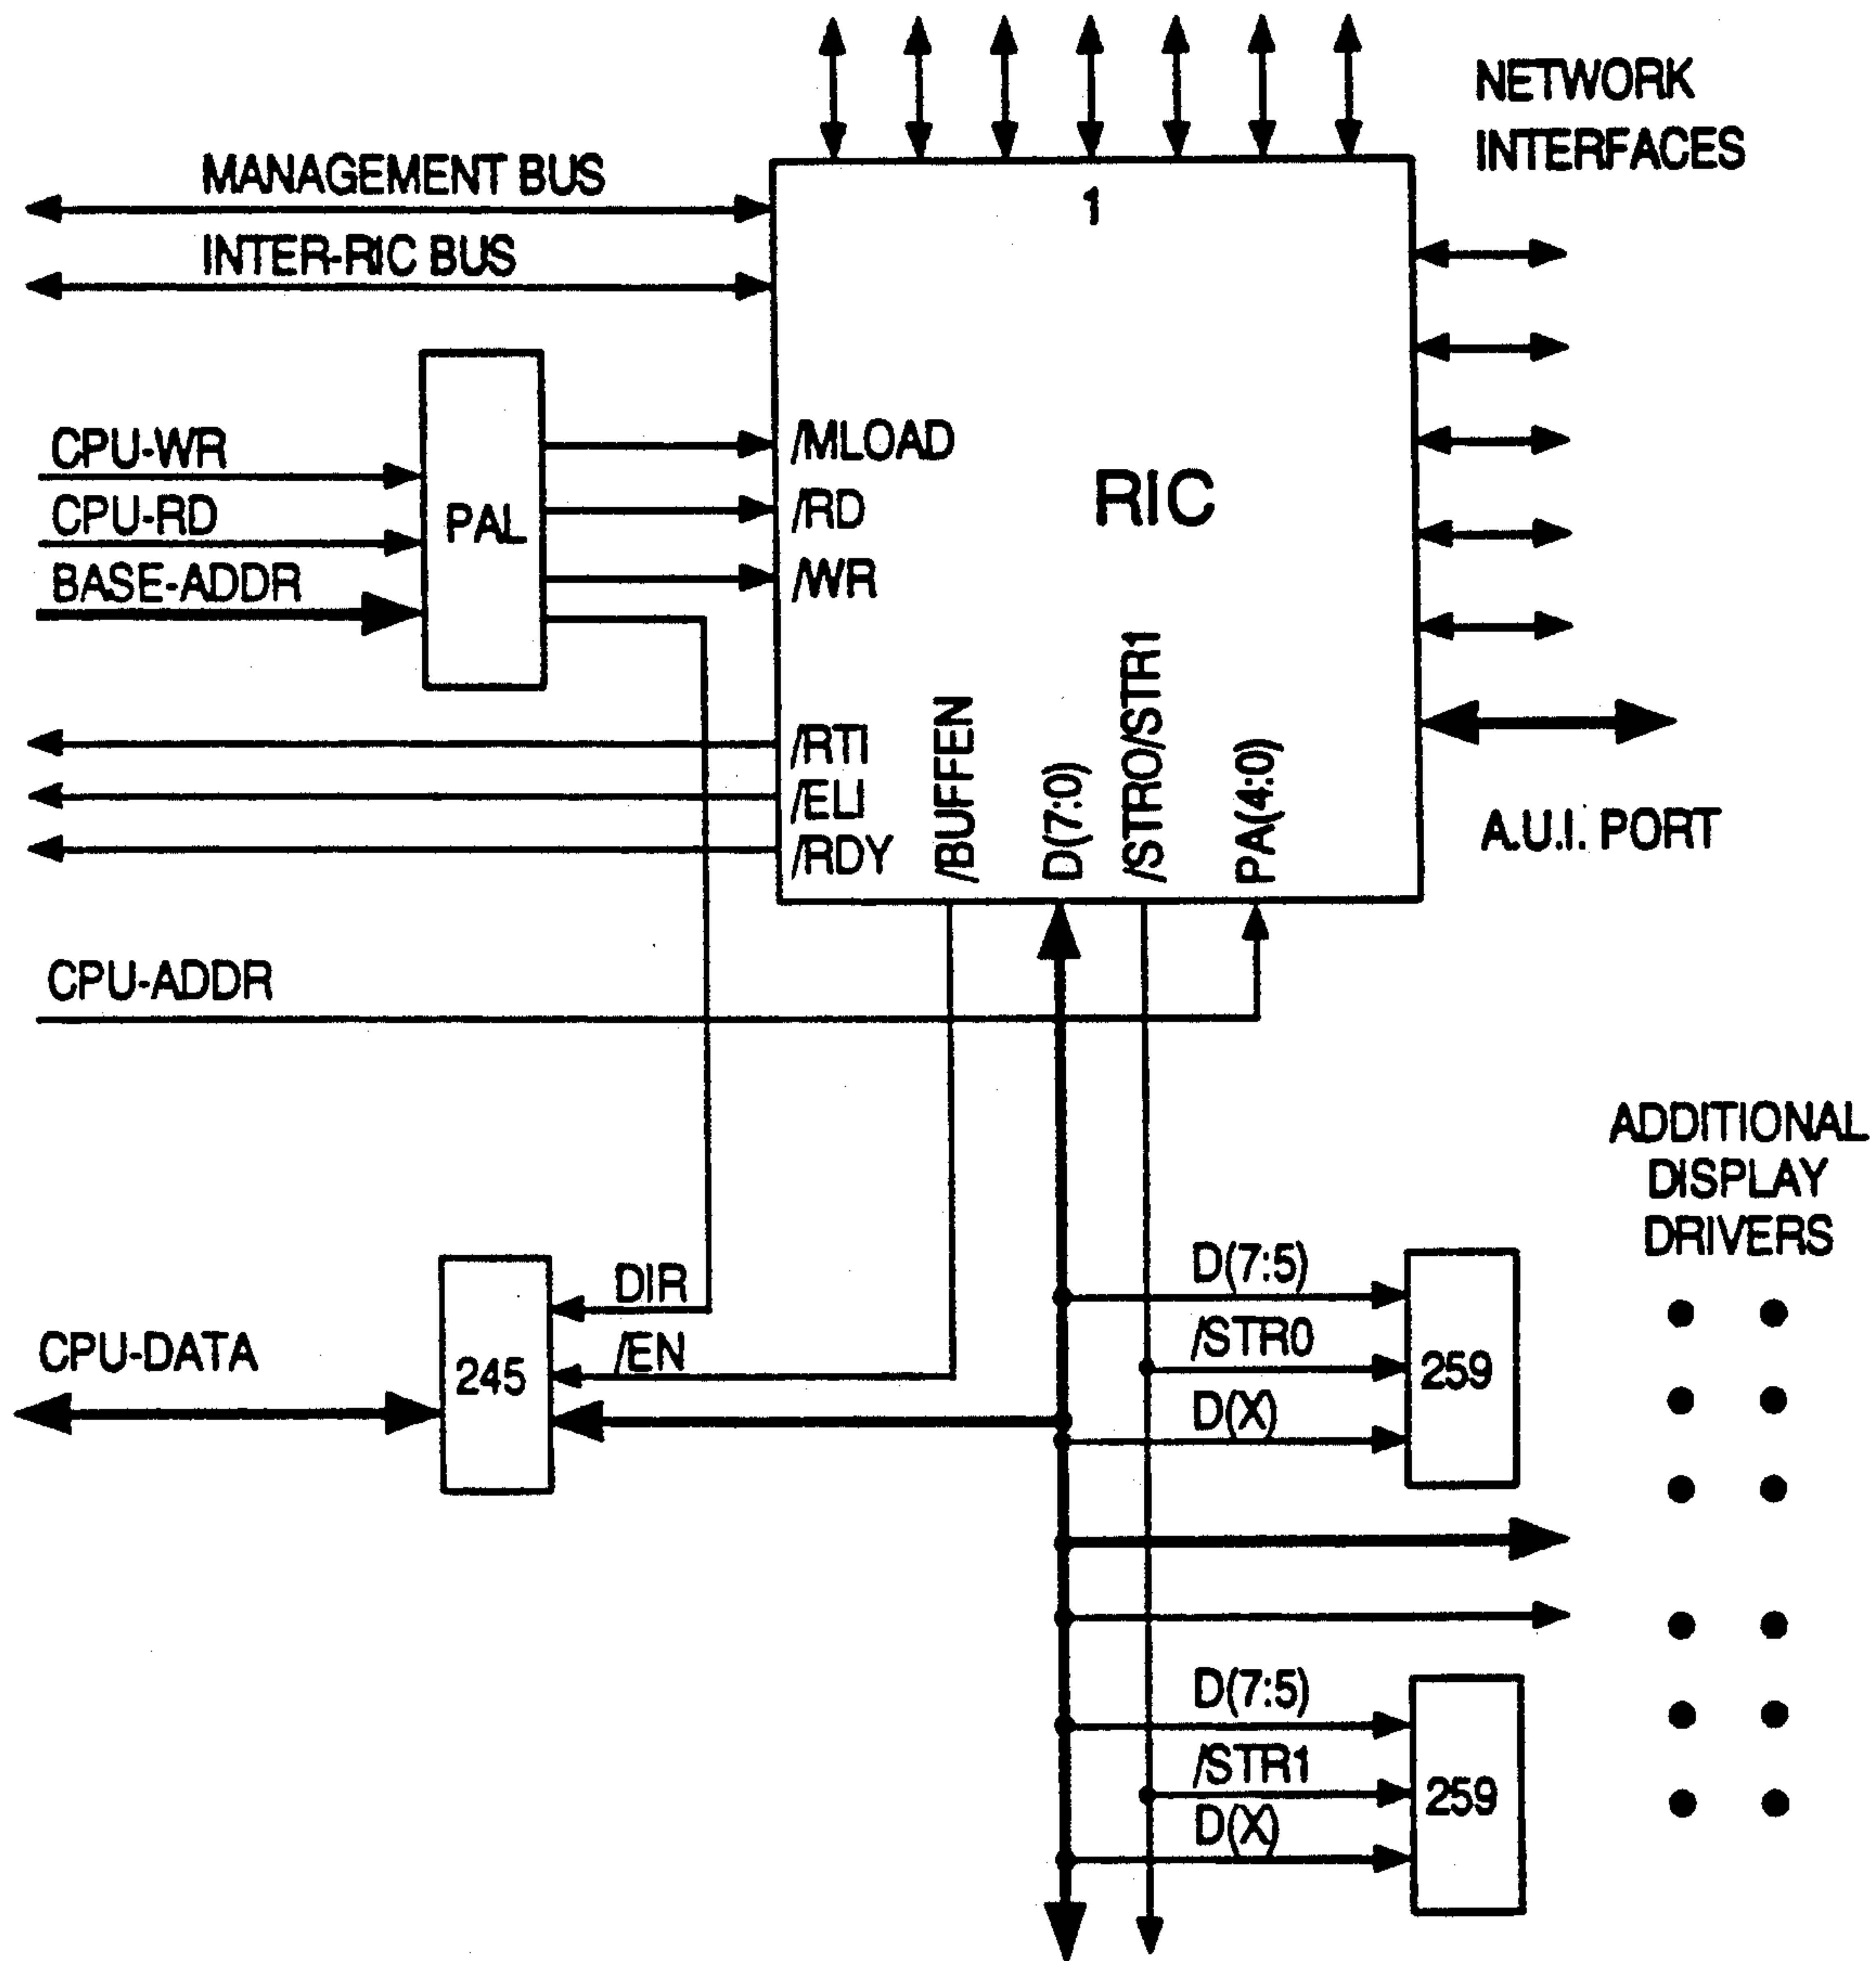 NETWORK
INTERFACES
MANAGEMENT BUS
1
INTER-RIC BUS
CPU-WR
/MLOAD
RIC
CPU-RD
PAL
/RD
BASE-ADDR
/WR
/RTI
/ELI
/RDY
/BUFFEN
D(7:0)
/STRO/STR1
PA(4:0)
A.U.I. PORT
CPU-ADDR
ADDITIONAL
DISPLAY
DRIVERS
DIR
D(7:5)
/EN
/STR0
CPU-DATA
245
259
D(X)
D(7:5)
/STR1
259
D(X)